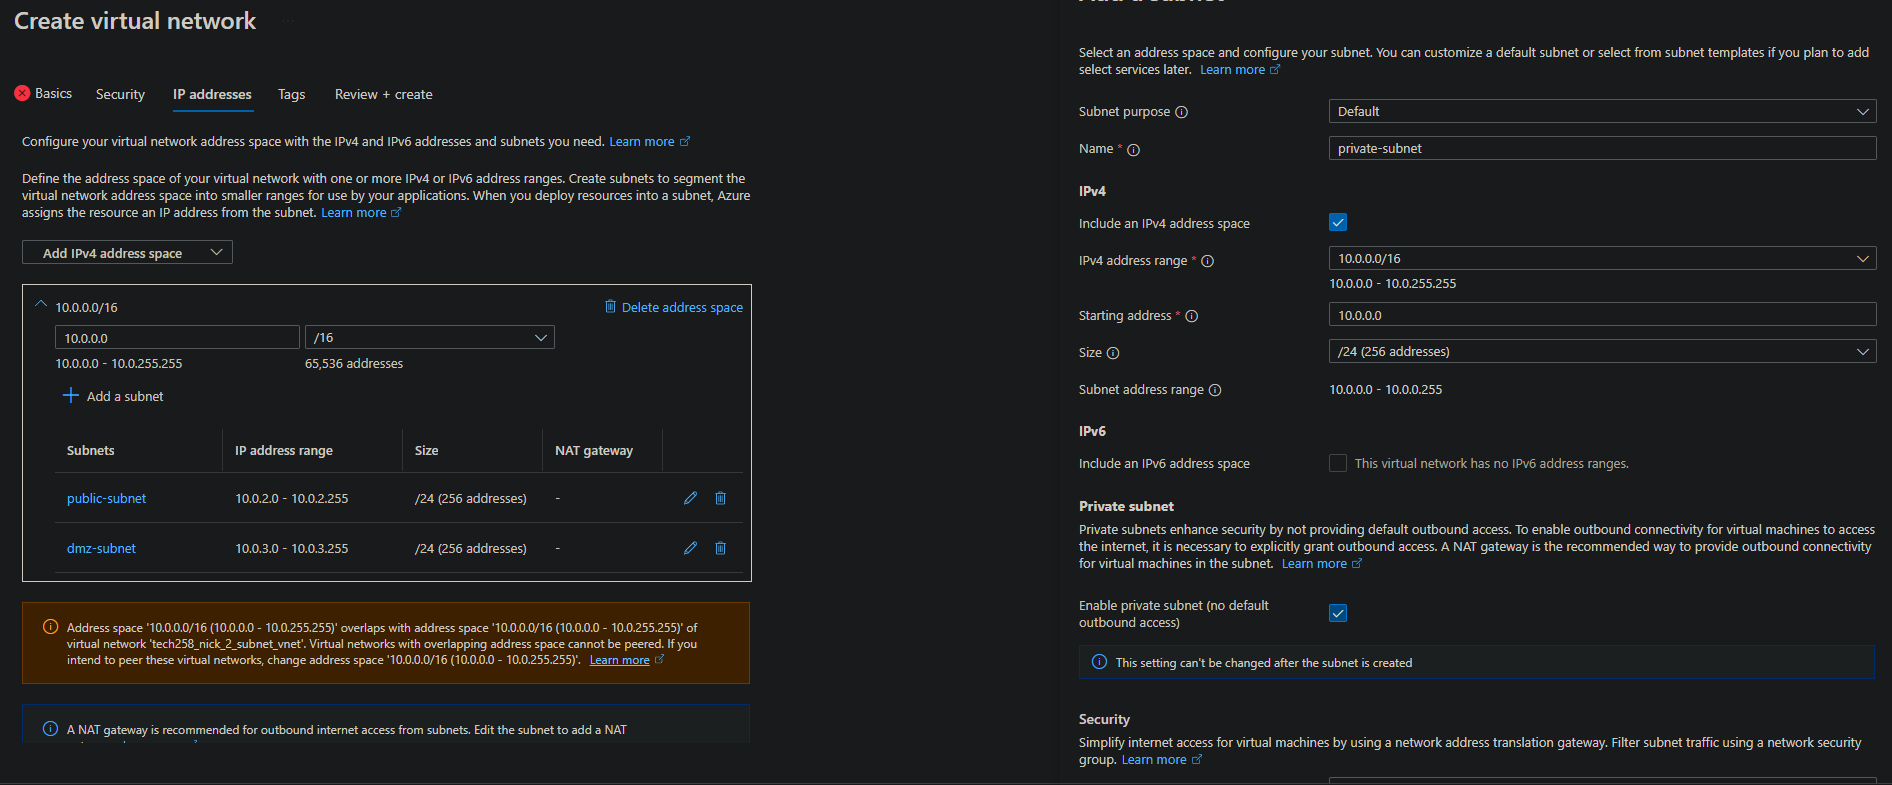 Create virtual network
Basics
Security
IP addresses
Tags
Review + create
Configure your virtual network address space with the IPv4 and IPv6 addresses and subnets you need. Learn more
Define the address space of your virtual network with one or more IPv4 or IPv6 address ranges. Create subnets to segment the
virtual network address space into smaller ranges for use by your applications. When you deploy resources into a subnet, Azure
assigns the resource an IP address from the subnet. Learn more
Add IPv4 address space
10.0.0.0/16
Delete address space
10.0.0.0
/16
10.0.0.0 - 10.0.255.255
65,536 addresses
Add a subnet
Subnets
IP address range
Size
NAT gateway
public-subnet
10.0.2.0 - 10.0.2.255
/24 (256 addresses)
-
dmz-subnet
10.0.3.0 - 10.0.3.255
/24 (256 addresses)
-
Address space '10.0.0.0/16 (10.0.0.0 - 10.0.255.255)' overlaps with address space '10.0.0.0/16 (10.0.0.0 - 10.0.255.255)' of
virtual network 'tech258_nick_2_subnet_vnet'. Virtual networks with overlapping address space cannot be peered. If you
intend to peer these virtual networks, change address space '10.0.0.0/16 (10.0.0.0 - 10.0.255.255)'. Learn more
A NAT gateway is recommended for outbound internet access from subnets. Edit the subnet to add a NAT
Select an address space and configure your subnet. You can customize a default subnet or select from subnet templates if you plan to add
select services later. Learn more
Subnet purpose
Default
Name *
private-subnet
IPv4
Include an IPv4 address space
IPv4 address range *
10.0.0.0/16
10.0.0.0 - 10.0.255.255
Starting address *
10.0.0.0
Size
/24 (256 addresses)
Subnet address range
10.0.0.0 - 10.0.0.255
IPv6
Include an IPv6 address space
This virtual network has no IPv6 address ranges.
Private subnet
Private subnets enhance security by not providing default outbound access. To enable outbound connectivity for virtual machines to access
the internet, it is necessary to explicitly grant outbound access. A NAT gateway is the recommended way to provide outbound connectivity
for virtual machines in the subnet. Learn more
Enable private subnet (no default
outbound access)
This setting can't be changed after the subnet is created
Security
Simplify internet access for virtual machines by using a network address translation gateway. Filter subnet traffic using a network security
group. Learn more